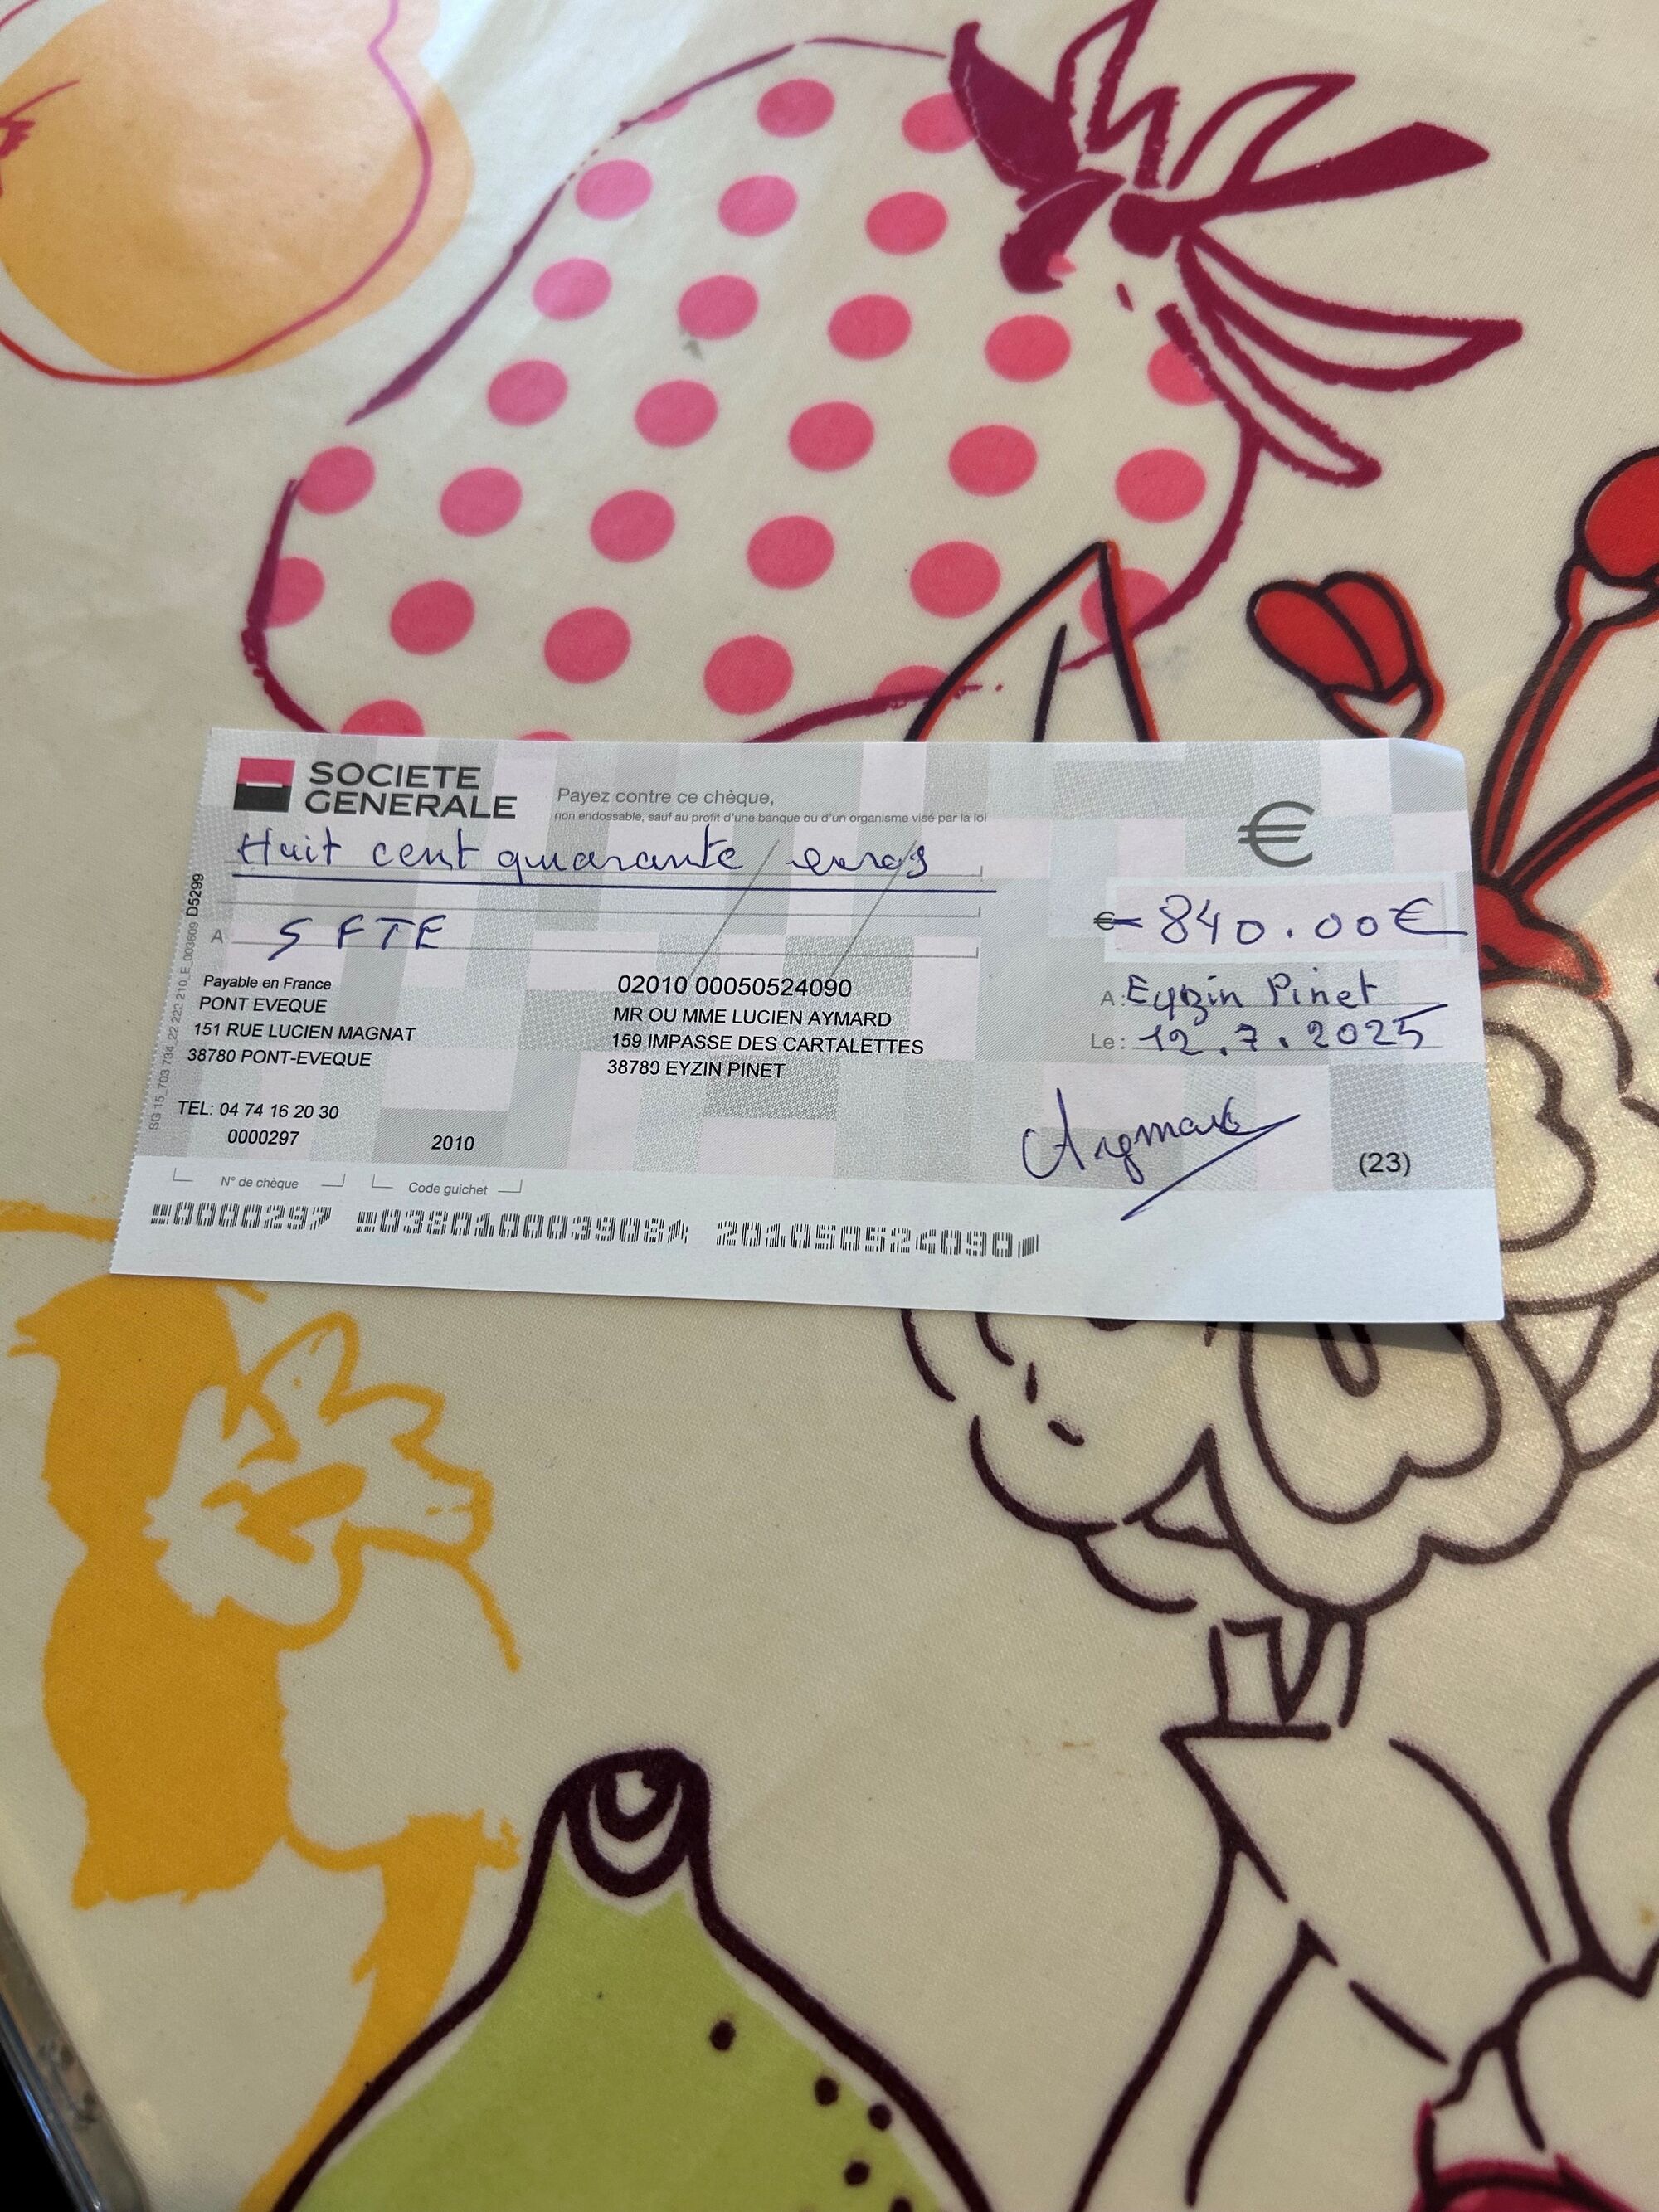 SOCIETE
GENERALE
Payez contre ce chèque,
non endossable, sauf au profit d'une banque ou d'un organisme visé par la loi
€
Huit cent quarante euros
€ 840.00€
A SFTE
Payable en France
PONT EVEQUE
151 RUE LUCIEN MAGNAT
38780 PONT-EVEQUE
TEL: 04 74 16 20 30
02010 00050524090
MR OU MME LUCIEN AYMARD
159 IMPASSE DES CARTALETTES
38780 EYZIN PINET
A: Eyzin Pinet
Le: 12.7.2025
Aymard
(23)
0000297 2010
N° de chèque Code guichet
0000297 038010003908 201050524090
D5299